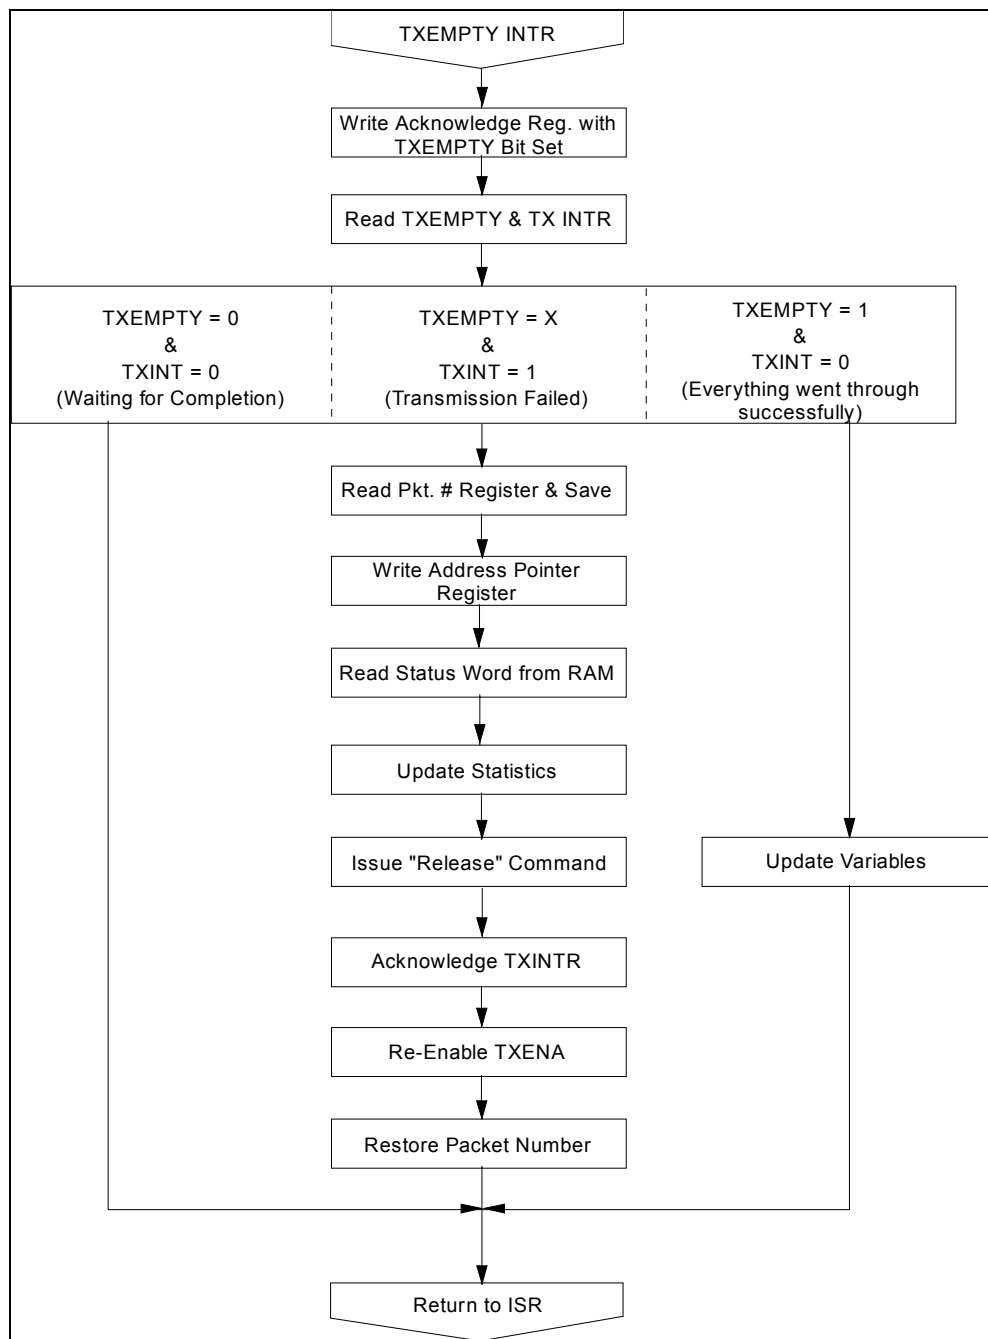 TXEMPTY INTR
Write Acknowledge Reg. with
TXEMPTY Bit Set
Read TXEMPTY & TX INTR
TXEMPTY = 0
&
TXINT = 0
(Waiting for Completion)
TXEMPTY = X
&
TXINT = 1
(Transmission Failed)
TXEMPTY = 1
&
TXINT = 0
(Everything went through
successfully)
Read Pkt. # Register & Save
Write Address Pointer
Register
Read Status Word from RAM
Update Statistics
Issue "Release" Command
Update Variables
Acknowledge TXINTR
Re-Enable TXENA
Restore Packet Number
Return to ISR